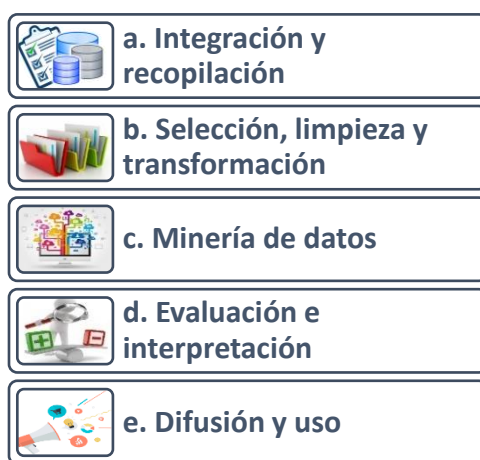 a. Integración y
recopilación
b. Selección, limpieza y
transformación
c. Minería de datos
d. Evaluación e
interpretación
e. Difusión y uso